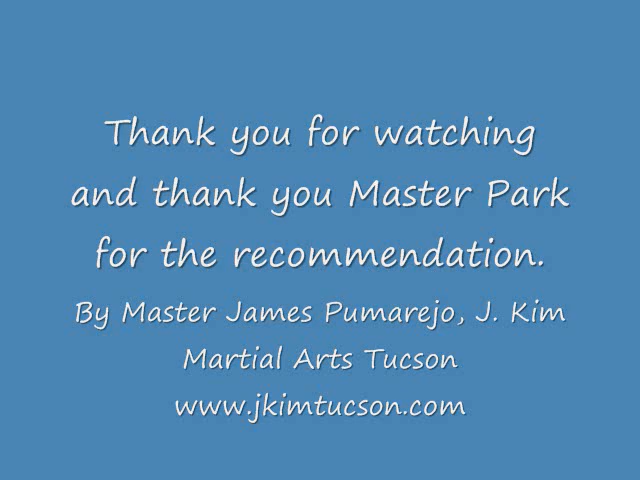 Thank you for watching
and thank you Master Park
for the recommendation.
By Master James Pumarejo, J. Kim
Martial Arts Tucson
www.jkimtucson.com